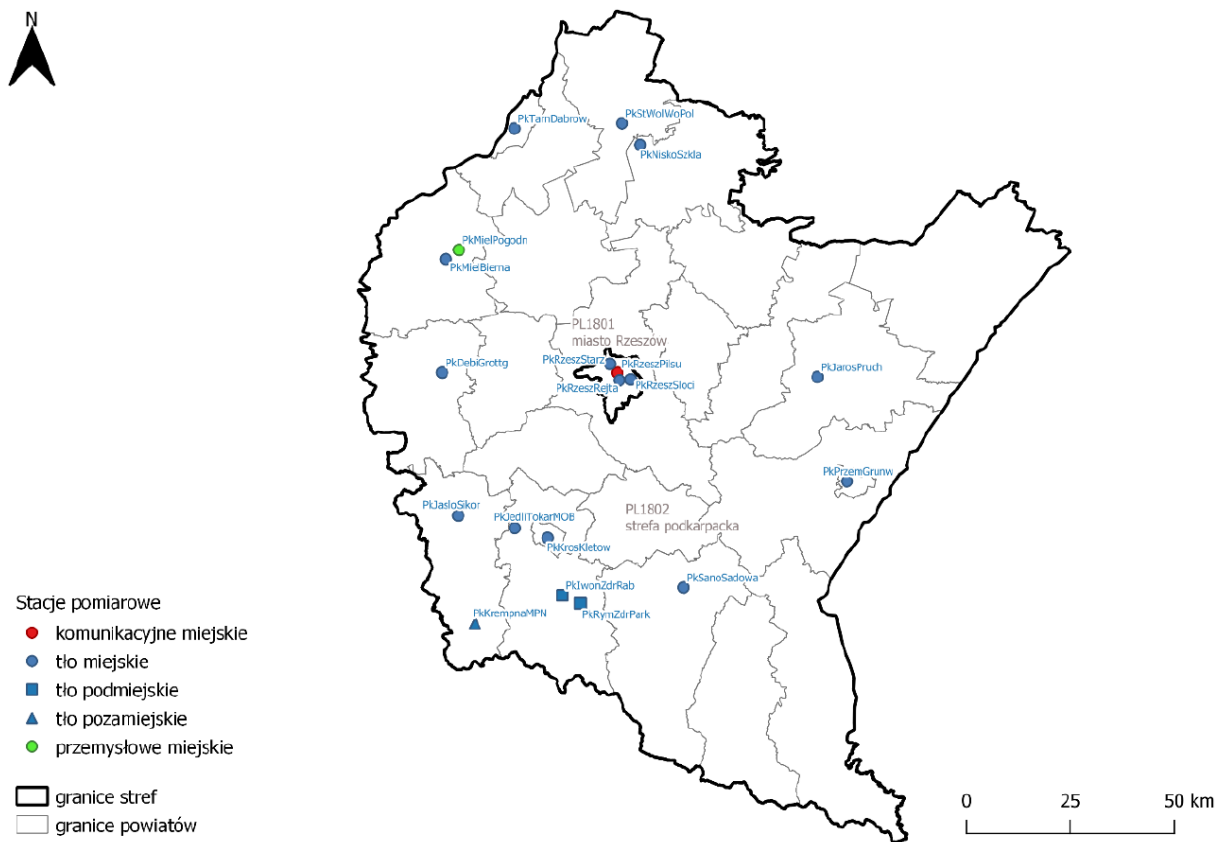 N
PkTarnDabrow
PkStWolWoPol
PkNiskoSzkla
PkMielPogodn
PkMielBierna
PL1801
miasto Rzeszów
PkRzeszStarz
PkRzeszPilsu
PkDebiGrottg
PkRzeszRejta
PkRzeszSloci
PkJarosPruch
PkPrzemGrunw
PkJasloSikor
PkJedliTokarMOB
PL1802
strefa podkarpacka
PkKrosKletow
PkSanoSadowa
PkIwonZdrRab
PkRymZdrPark
PkKrempnaMPN
Stacje pomiarowe
komunikacyjne miejskie
tło miejskie
tło podmiejskie
tło pozamiejskie
przemysłowe miejskie
granice stref
granice powiatów
0 25 50 km